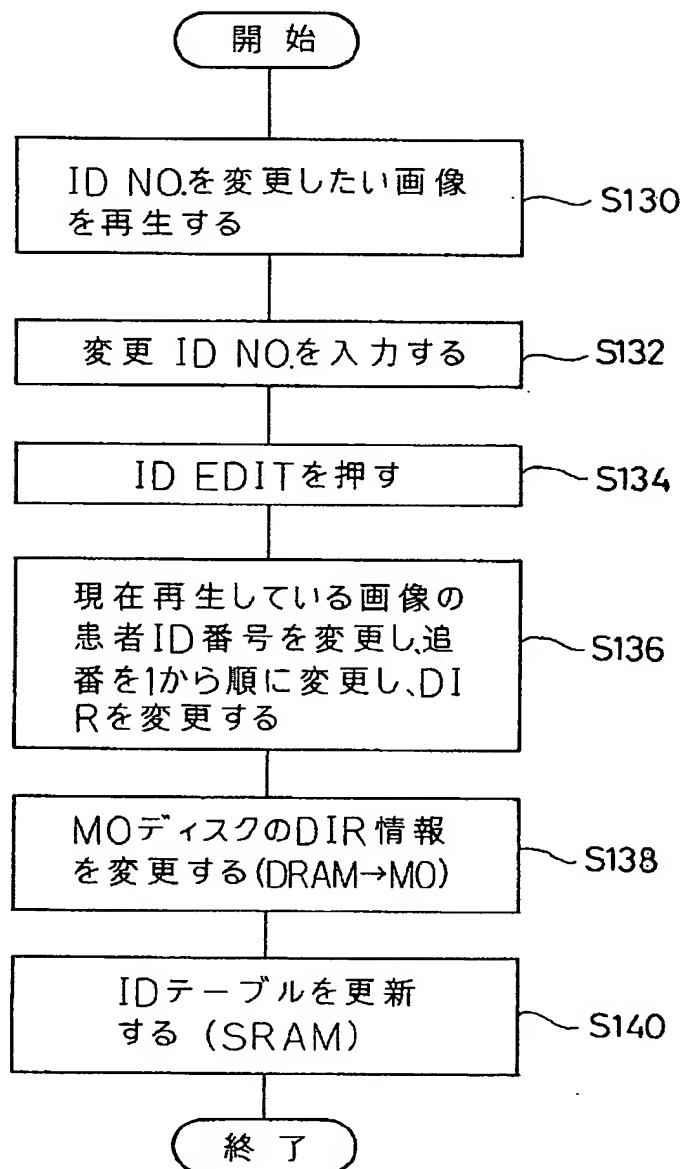 開始
ID NO.を変更したい画像
を再生する
S130
変更 ID NO.を入力する
S132
ID EDITを押す
S134
現在再生している画像の
患者ID番号を変更し、追
番を1から順に変更し、DI
Rを変更する
S136
MOディスクのDIR情報
を変更する(DRAM→MO)
S138
IDテーブルを更新
する (SRAM)
S140
終了